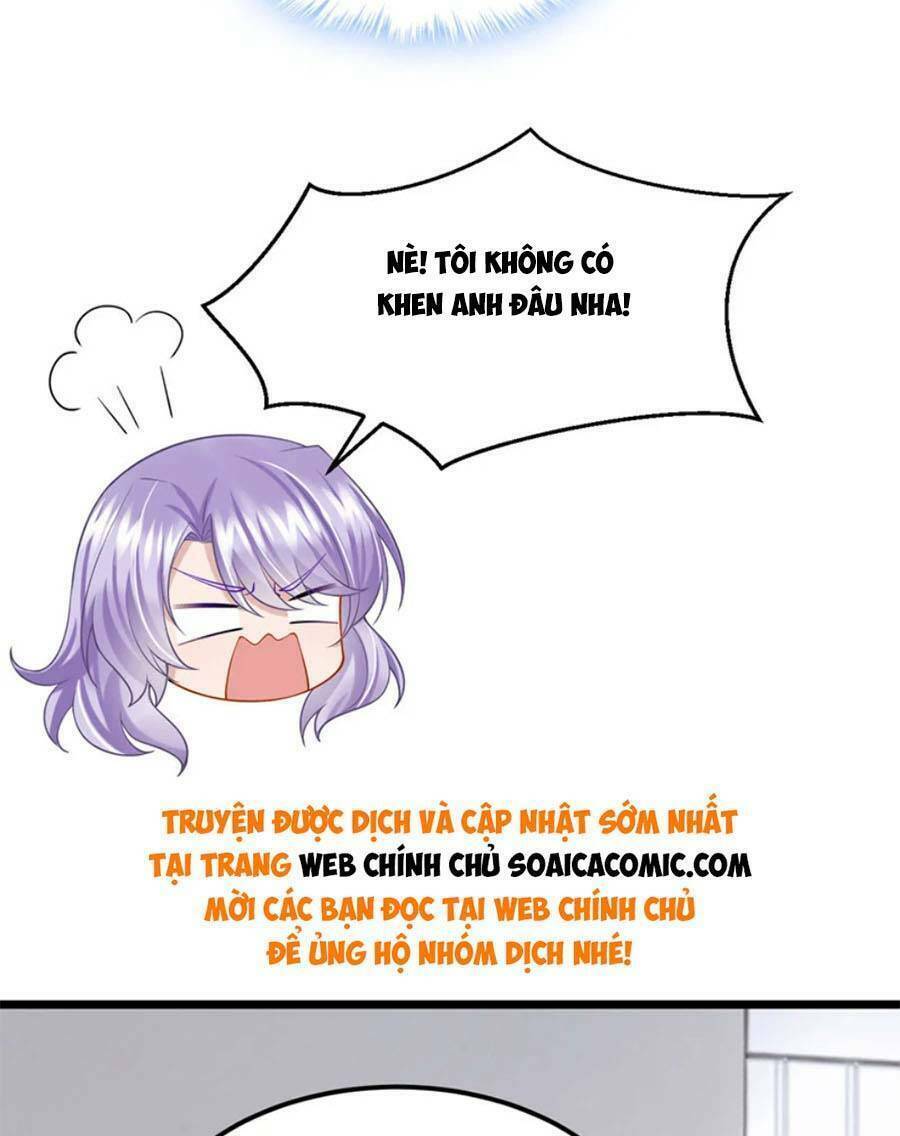 NÈ! TÔI KHÔNG CÓ
KHEN ANH ĐÂU NHA!
TRUYỆN ĐƯỢC DỊCH VÀ CẬP NHẬT SỚM NHẤT
TẠI TRANG WEB CHÍNH CHỦ SOAICACOMIC.COM
MỜI CÁC BẠN ĐỌC TẠI WEB CHÍNH CHỦ
ĐỂ ỦNG HỘ NHÓM DỊCH NHÉ!